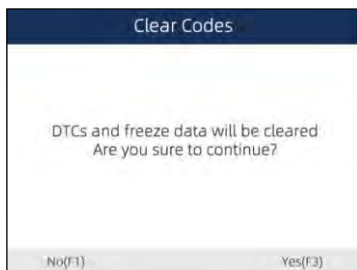 Clear Codes
DTCs and freeze data will be cleared
Are you sure to continue?
No(F1) Yes(F3)